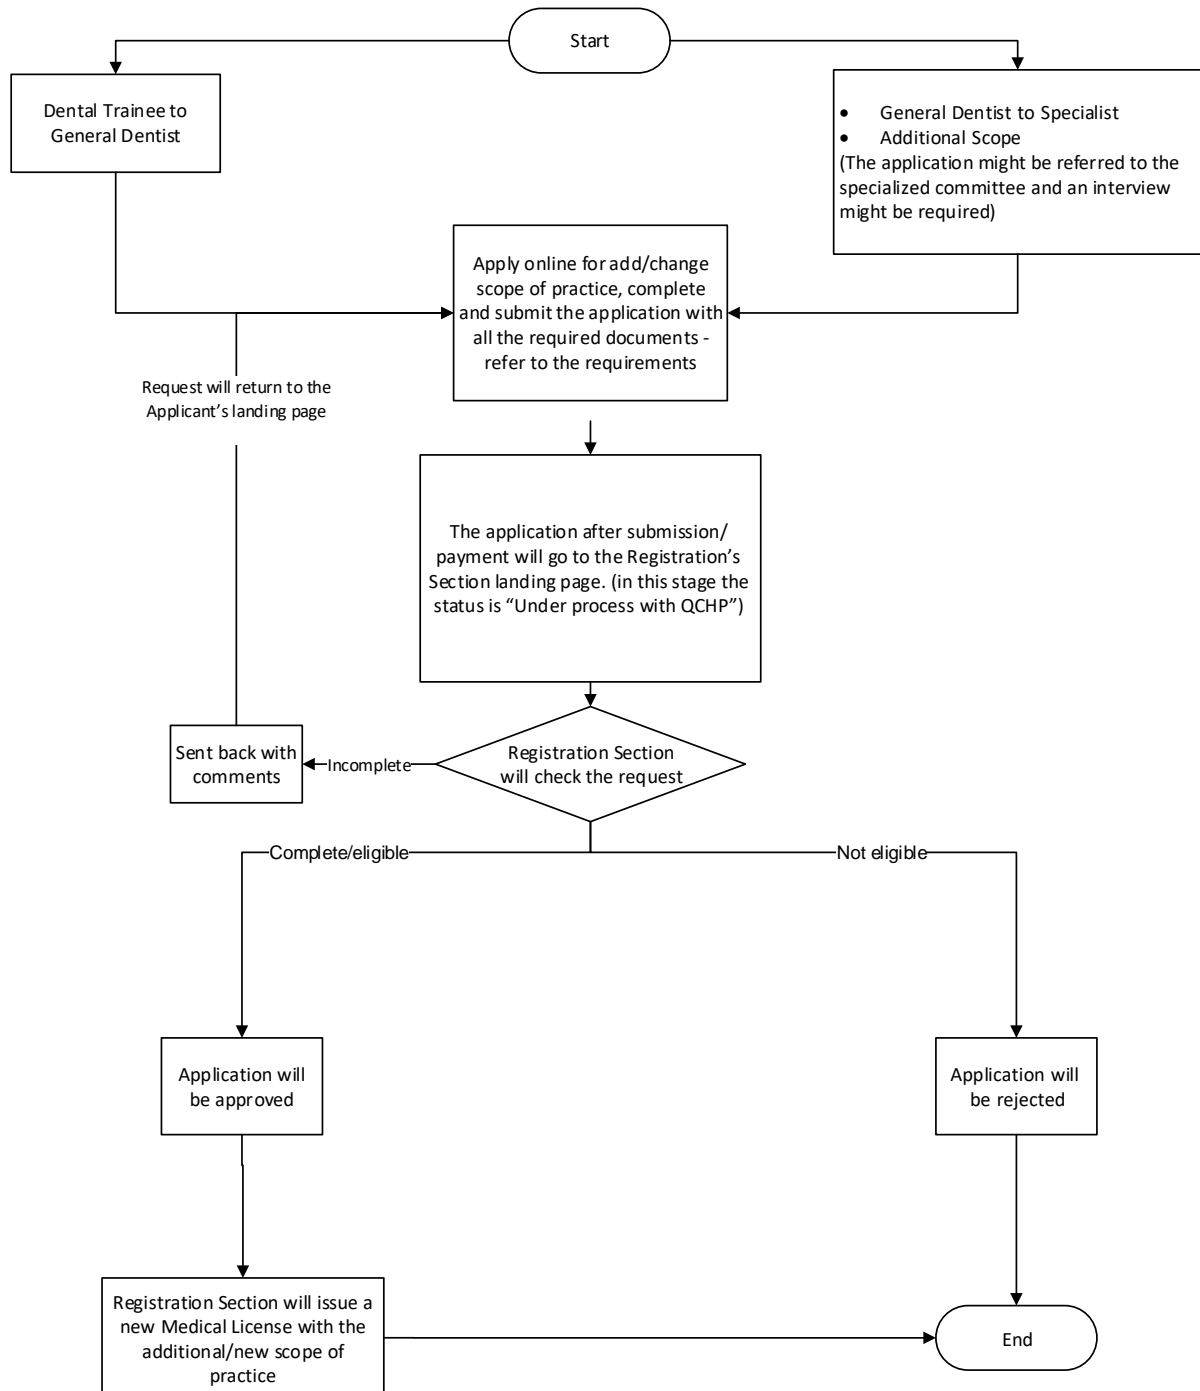 Start
Dental Trainee to
General Dentist
• General Dentist to Specialist
• Additional Scope
(The application might be referred to the
specialized committee and an interview
might be required)
Apply online for add/change
scope of practice, complete
and submit the application with
all the required documents -
refer to the requirements
Request will return to the
Applicant’s landing page
The application after submission/
payment will go to the Registration’s
Section landing page. (in this stage the
status is “Under process with QCHP”)
Registration Section
will check the request
Incomplete
Sent back with
comments
Complete/eligible
Not eligible
Application will
be approved
Application will
be rejected
Registration Section will issue a
new Medical License with the
additional/new scope of
practice
End